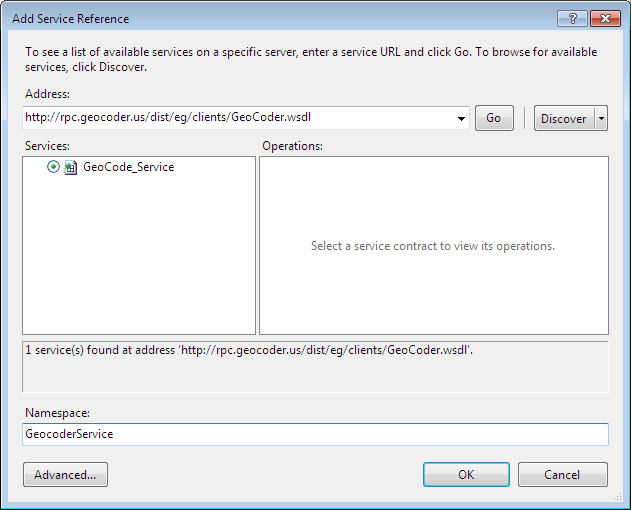 Add Service Reference
To see a list of available services on a specific server, enter a service URL and click Go. To browse for available
services, click Discover.
Address:
http://rpc.geocoder.us/dist/eg/clients/GeoCoder.wsdl
Go
Discover
Services:
Operations:
GeoCode_Service
Select a service contract to view its operations.
1 service(s) found at address 'http://rpc.geocoder.us/dist/eg/clients/GeoCoder.wsdl'.
Namespace:
GeocoderService
Advanced...
OK
Cancel